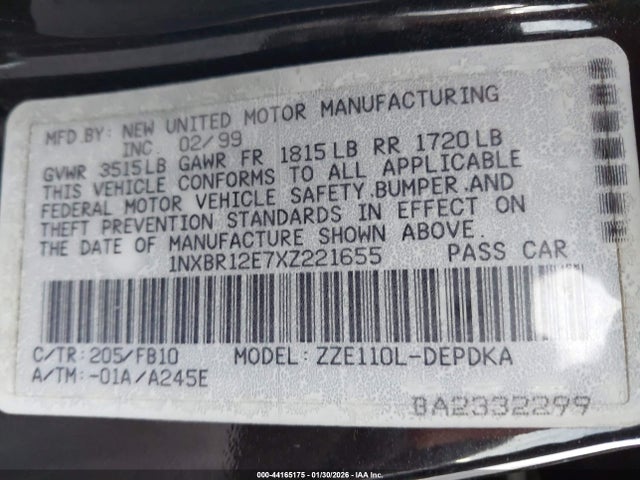 MFD BY: NEW UNITED MOTOR MANUFACTURING
INC 02/99
GVWR 3515LB GAWR FR 1815LB RR 1720LB
THIS VEHICLE CONFORMS TO ALL APPLICABLE
FEDERAL MOTOR VEHICLE SAFETY,BUMPER,AND
THEFT PREVENTION STANDARDS IN EFFECT ON
THE DATE OF MANUFACTURE SHOWN ABOVE.
1NXBR12E7XZ221655 PASS CAR
C/TR:205/FB10 MODEL:ZZE110L-DEPDKA
A/TM:-01A/A245E
BA2332299
000-44165175 - 01/30/2026 - IAA Inc.